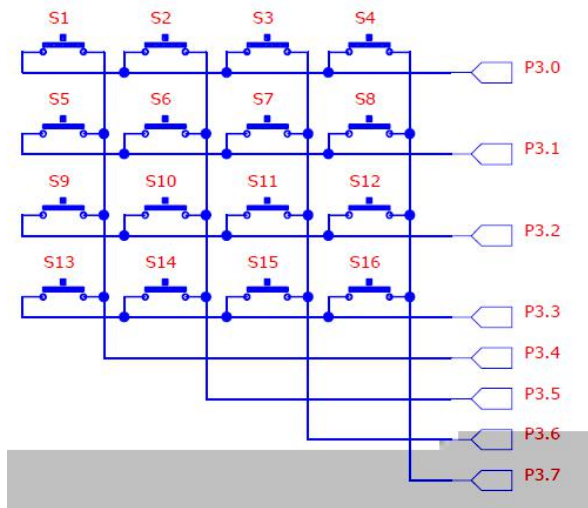 S1 S2 S3 S4
P3.0
S5 S6 S7 S8
P3.1
S9 S10 S11 S12
P3.2
S13 S14 S15 S16
P3.3
P3.4
P3.5
P3.6
P3.7